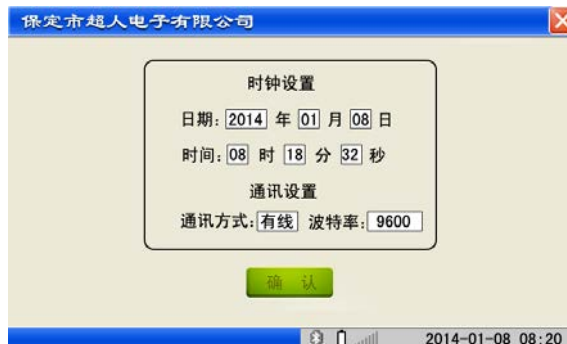 保定市超人电子有限公司
时钟设置
日期: 2014 年 01 月 08 日
时间: 08 时 18 分 32 秒
通讯设置
通讯方式: 有线 波特率: 9600
确 认
2014-01-08 08:20